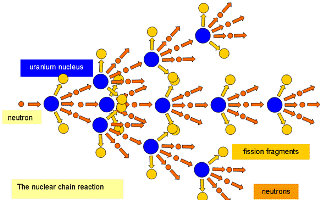 uranium nucleus
neutron
fission fragments
The nuclear chain reaction
neutrons